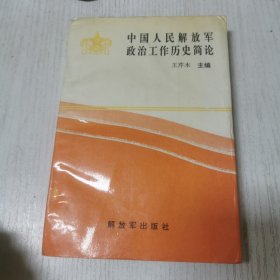 中国人民解放军
政治工作历史简论
王芹木 主编
解放军出版社